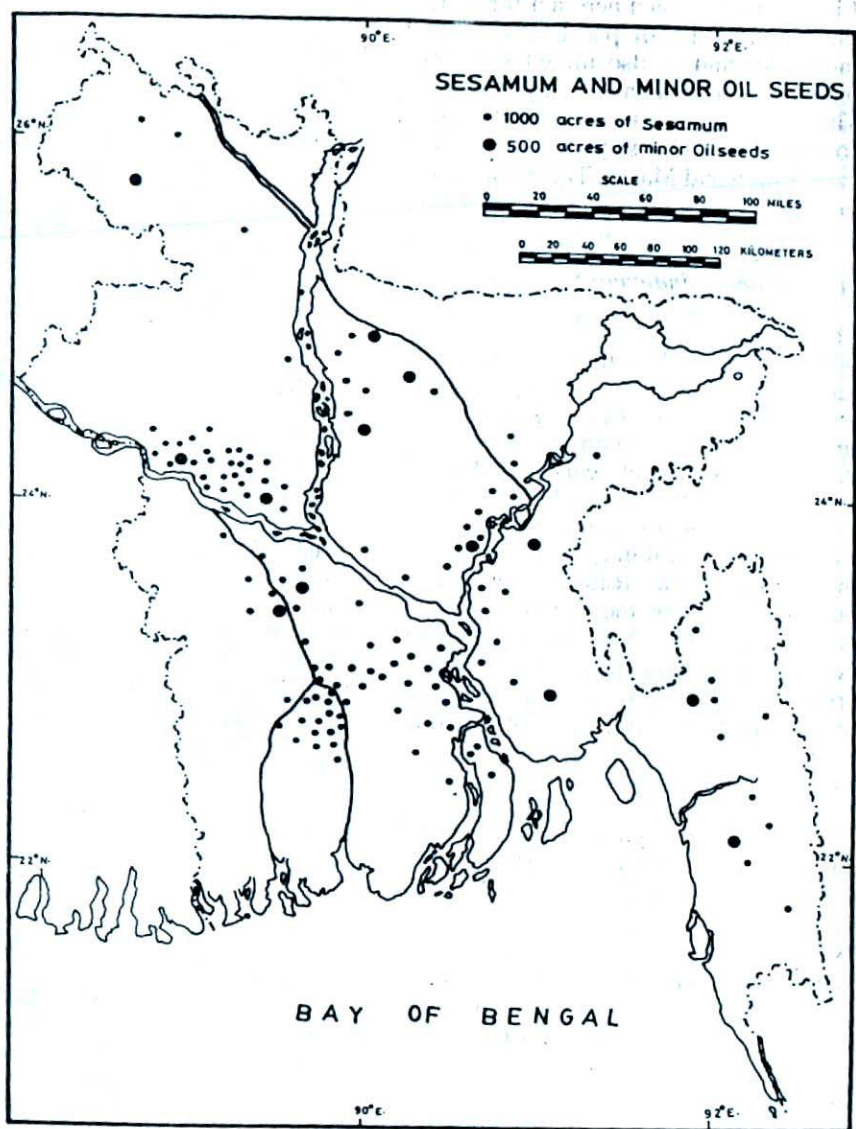 90°E.
92°E.
SESAMUM AND MINOR OIL SEEDS
1000 acres of Sesamum
500 acres of minor Oilseeds
SCALE
0 20 40 60 80 100 MILES
0 20 40 60 80 100 120 KILOMETERS
26°N.
24°N.
24°N.
22°N.
22°N.
BAY OF BENGAL
90°E.
92°E.